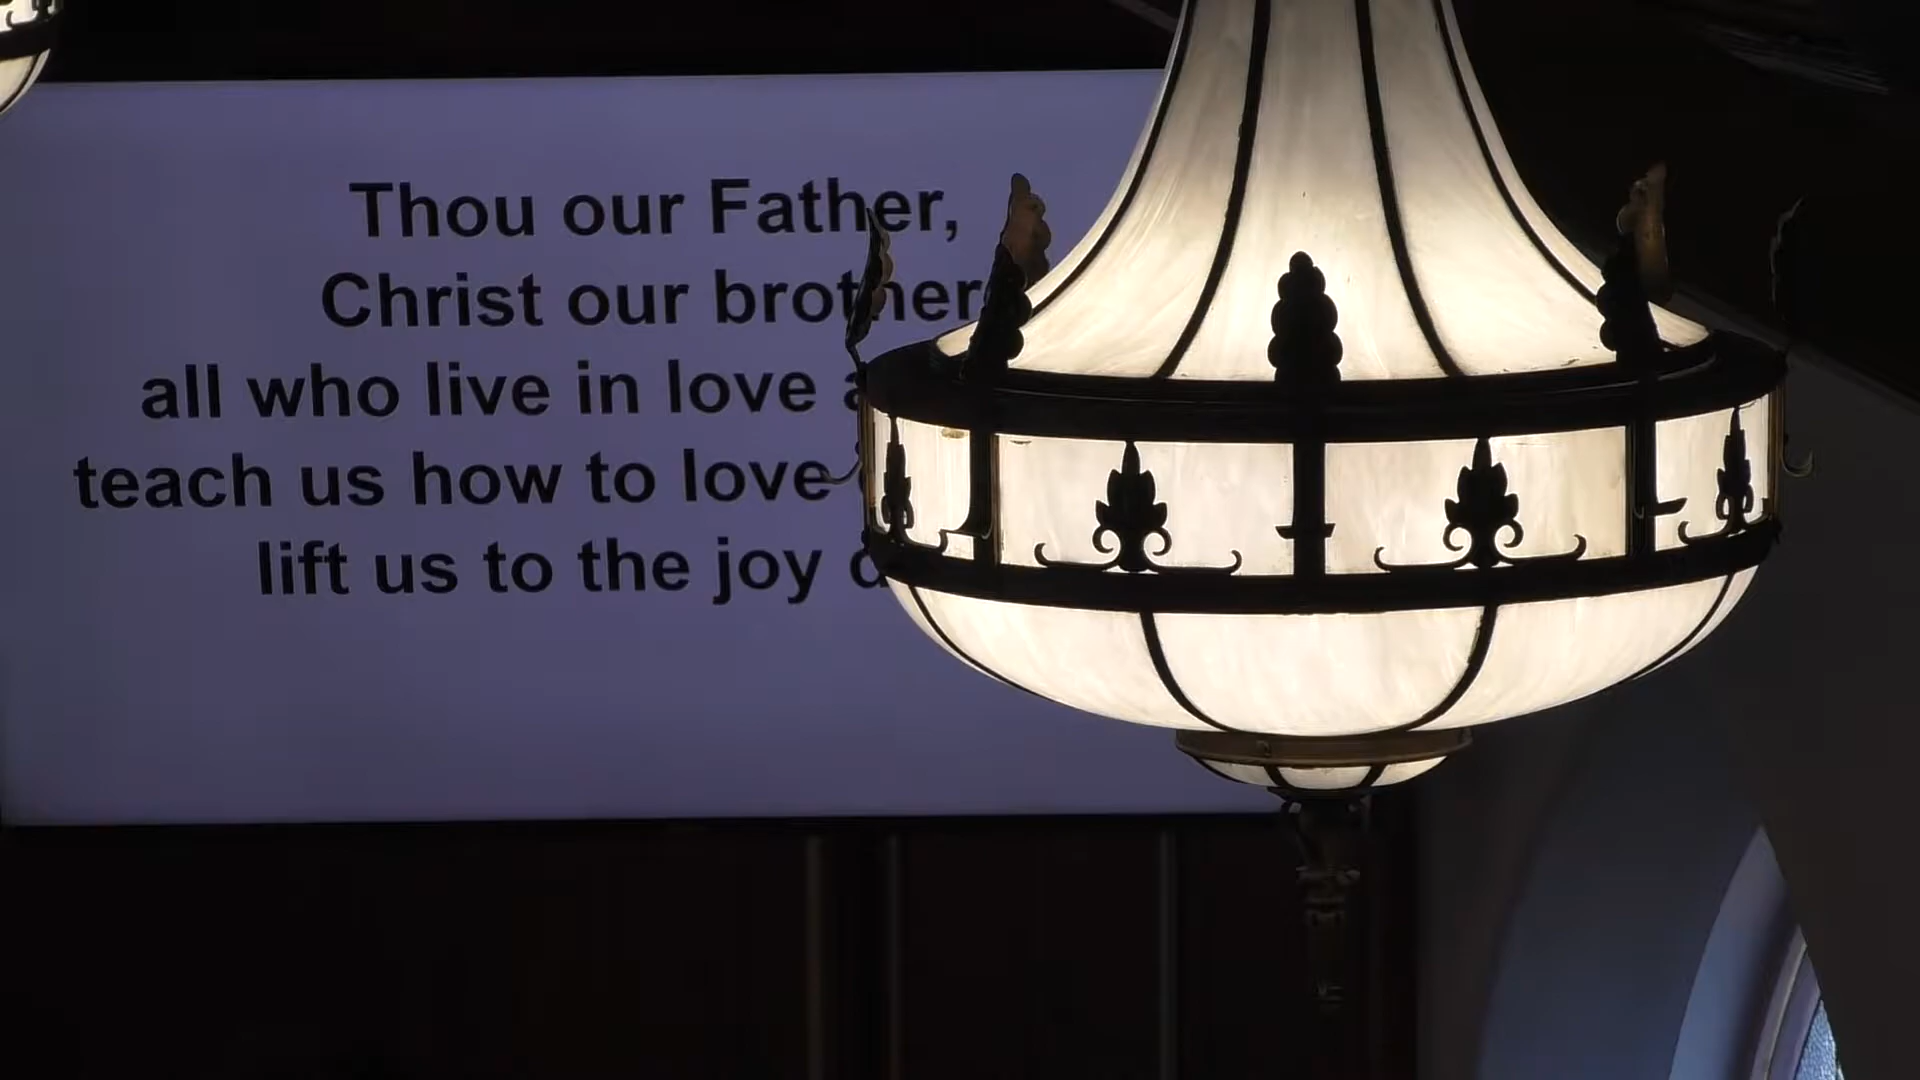 Thou our Father,
Christ our brother
all who live in love
teach us how to love
lift us to the joy